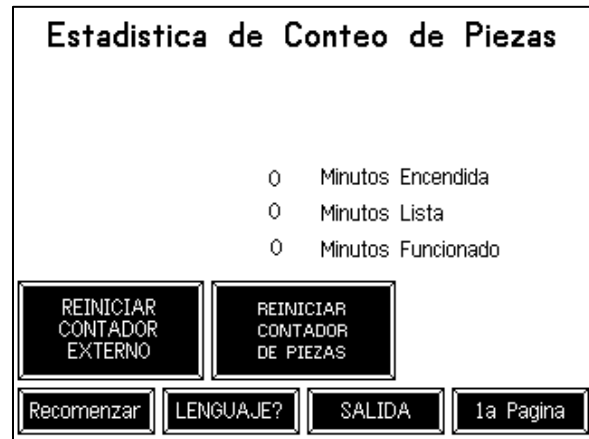 Estadistica de Conteo de Piezas
0 Minutos Encendida
0 Minutos Lista
0 Minutos Funcionado
REINICIAR
CONTADOR
EXTERNO
REINICIAR
CONTADOR
DE PIEZAS
Recomenzar
LENGUAJE?
SALIDA
1a Pagina